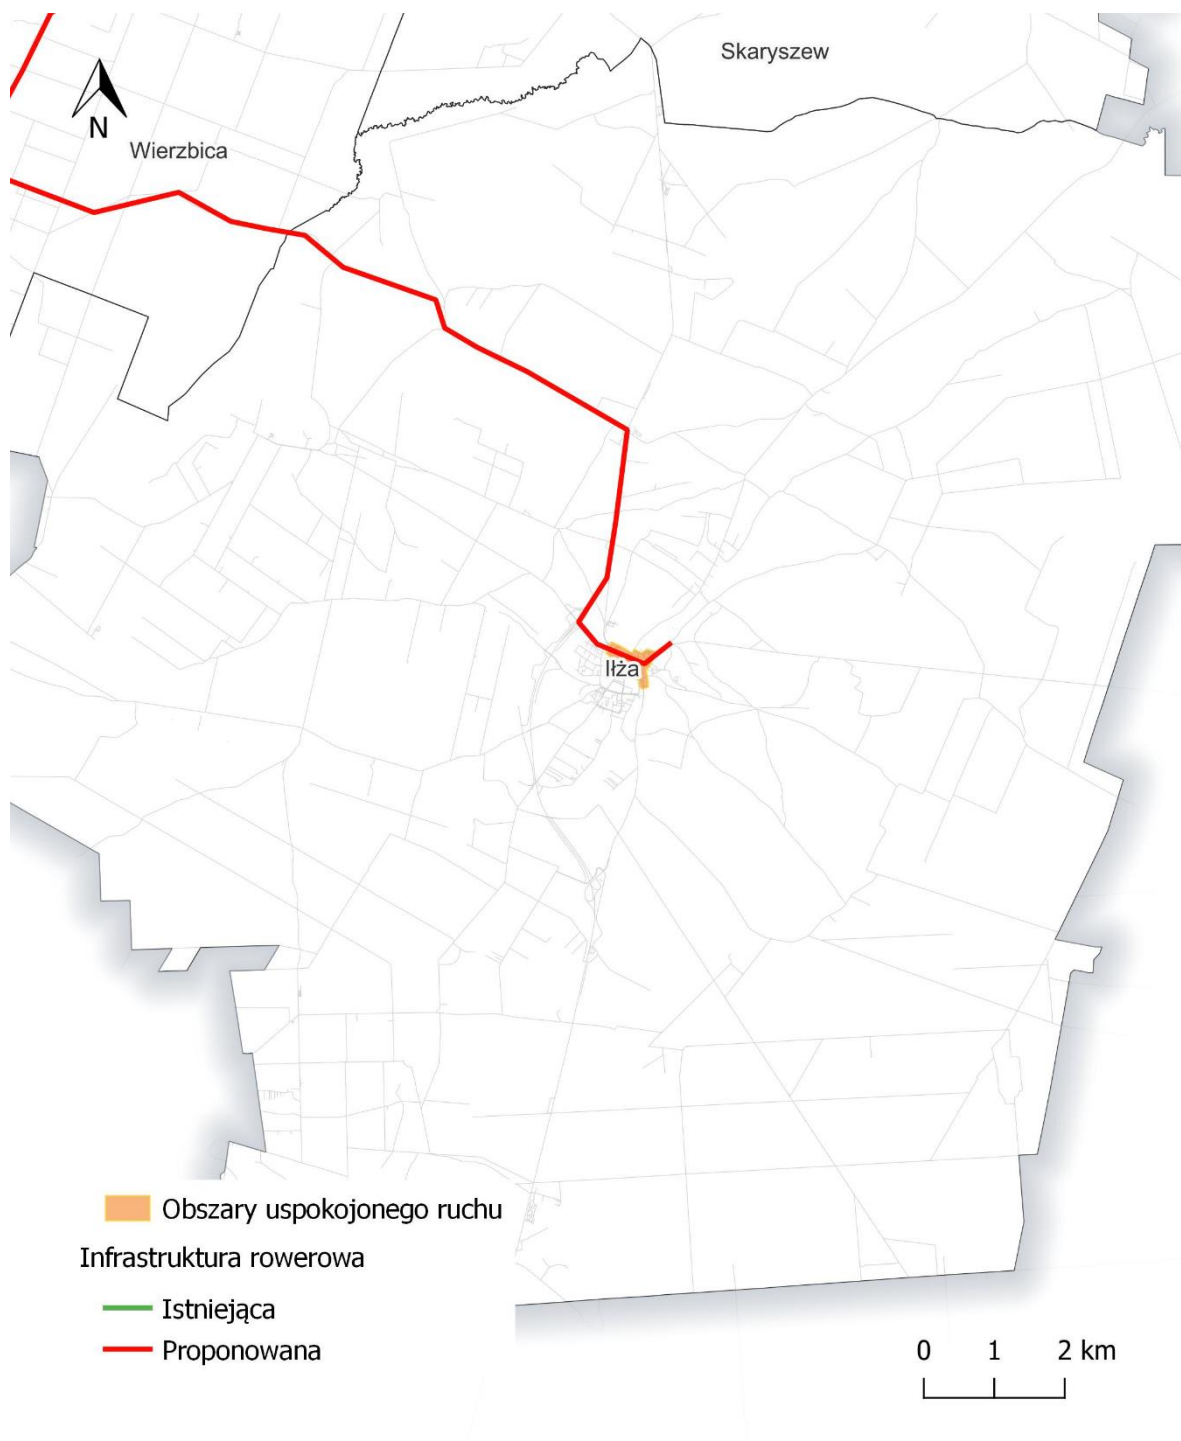 Skaryszew
N
Wierzbica
Iłża
Obszary uspokojonego ruchu
Infrastruktura rowerowa
Istniejąca
Proponowana
0 1 2 km